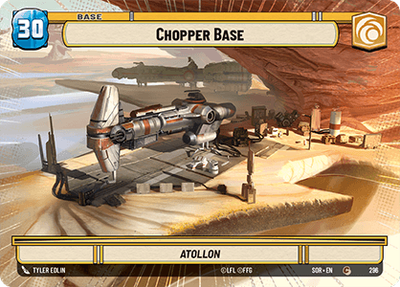 BASE
30
CHOPPER BASE
ATOLLON
TYLER EDLIN
©LFL ©FFG
SOR • EN
C
298